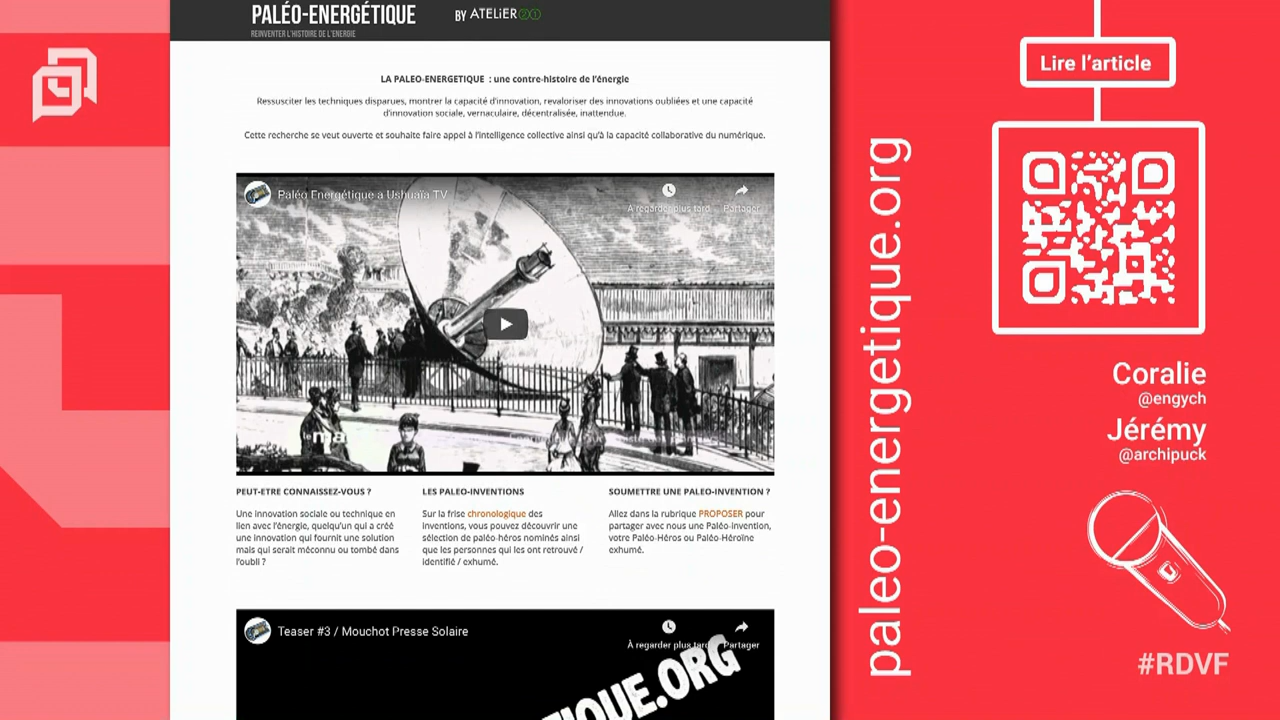 PALÉO-ENERGÉTIQUE
BY ATELiER 21
REINVENTER L'HISTOIRE DE L'ENERGIE
LA PALEO-ENERGETIQUE : une contre-histoire de l'énergie
Ressusciter les techniques disparues, montrer la capacité d'innovation, revaloriser des innovations oubliées et une capacité
d'innovation sociale, vernaculaire, décentralisée, inattendue.
Cette recherche se veut ouverte et souhaite faire appel à l'intelligence collective ainsi qu'à la capacité collaborative du numérique.
Paléo Energétique à Ushuaïa TV
À regarder plus tard
Partager
PEUT-ETRE CONNAISSEZ-VOUS ?
Une innovation sociale ou technique en
lien avec l'énergie, quelqu'un qui a créé
une innovation qui fournit une solution
mais qui serait méconnu ou tombé dans
l'oubli ?
LES PALEO-INVENTIONS
Sur la frise chronologique des
inventions, vous pouvez découvrir une
sélection de paléo-héros nominés ainsi
que les personnes qui les ont retrouvé /
identifié / exhumé.
SOUMETTRE UNE PALEO-INVENTION ?
Allez dans la rubrique PROPOSER pour
partager avec nous une Paléo-invention,
votre Paléo-Héros ou Paléo-Héroïne
exhumé.
Teaser #3 / Mouchot Presse Solaire
À regarder plus tard
Partager
TIQUE.ORG
paleo-energetique.org
Lire l'article
Coralie
@engych
Jérémy
@archipuck
#RDVF